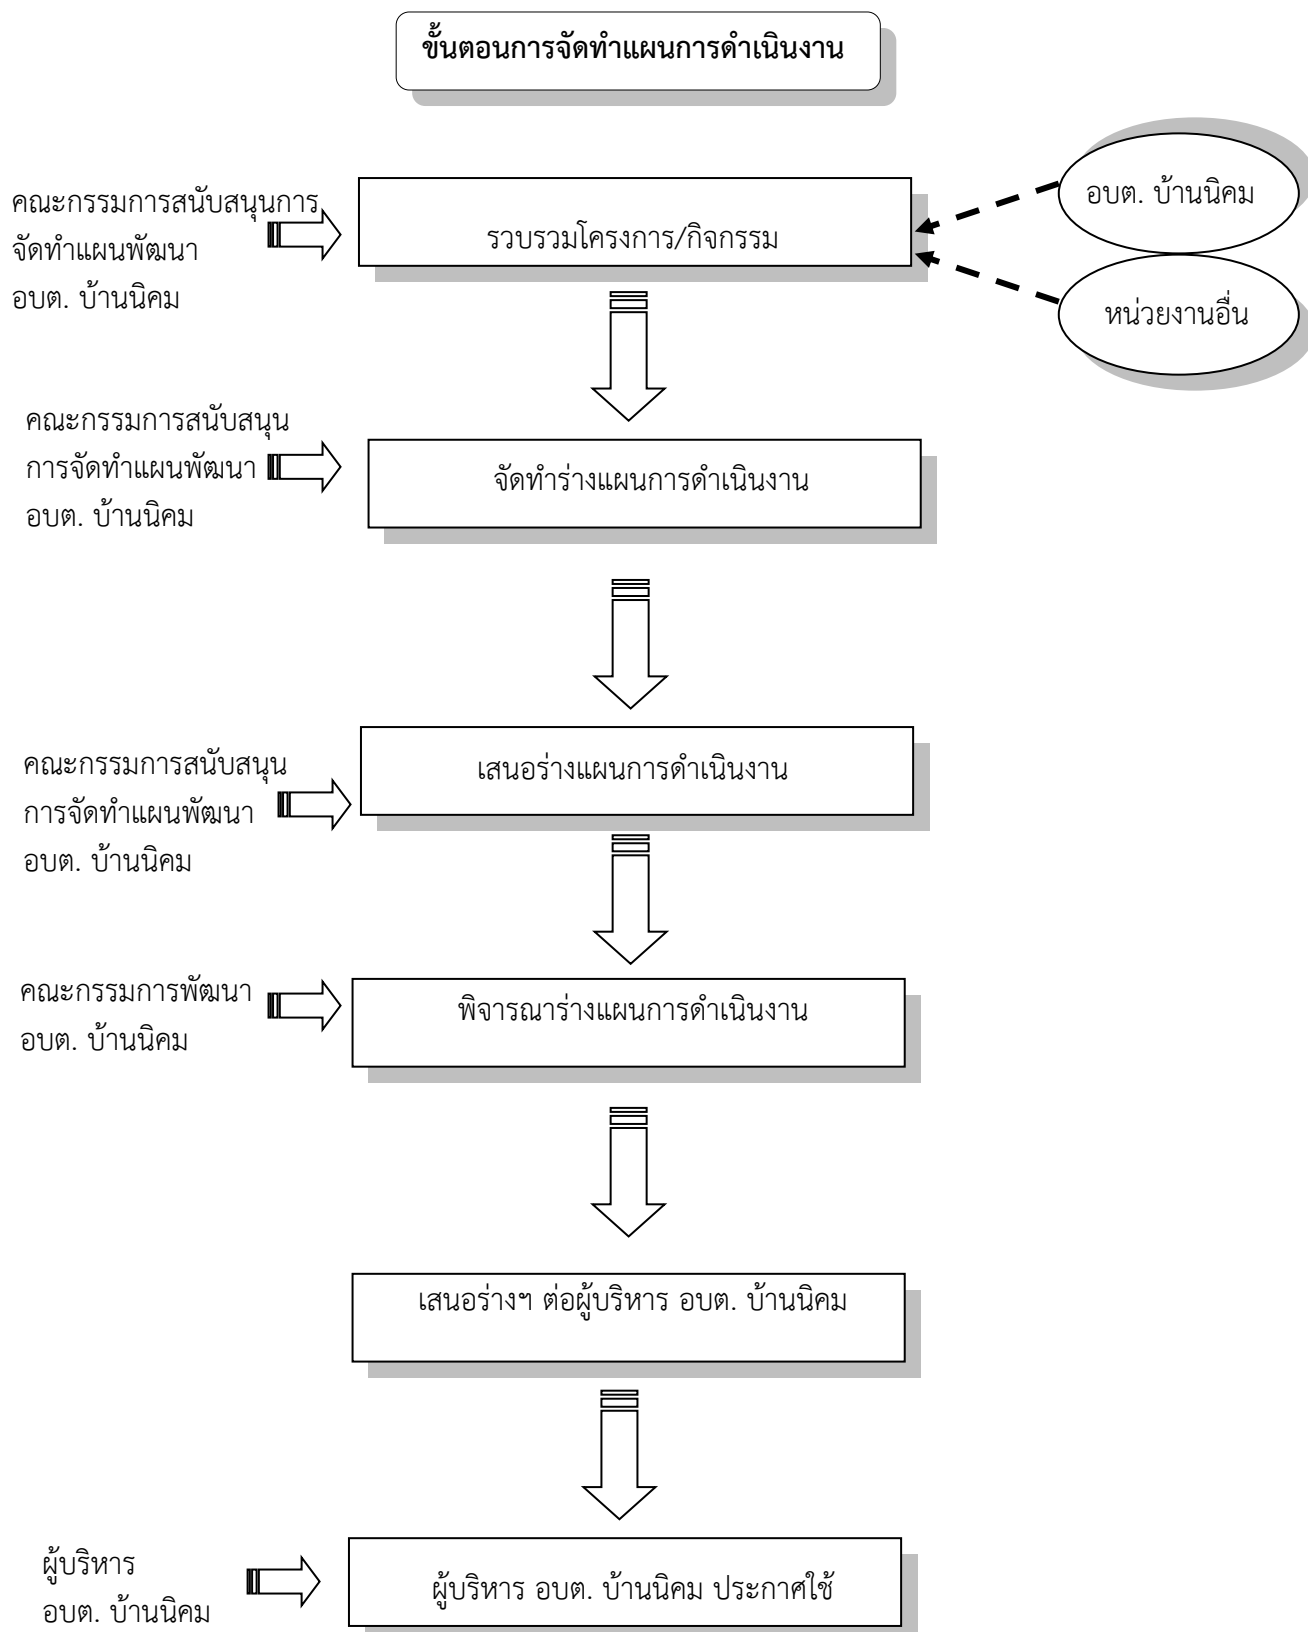 ขั้นตอนการจัดทำแผนการดำเนินงาน
คณะกรรมการสนับสนุนการ
จัดทำแผนพัฒนา
อบต. บ้านนิคม
รวบรวมโครงการ/กิจกรรม
อบต. บ้านนิคม
หน่วยงานอื่น
คณะกรรมการสนับสนุน
การจัดทำแผนพัฒนา
อบต. บ้านนิคม
จัดทำร่างแผนการดำเนินงาน
คณะกรรมการสนับสนุน
การจัดทำแผนพัฒนา
อบต. บ้านนิคม
เสนอร่างแผนการดำเนินงาน
คณะกรรมการพัฒนา
อบต. บ้านนิคม
พิจารณาร่างแผนการดำเนินงาน
เสนอร่างฯ ต่อผู้บริหาร อบต. บ้านนิคม
ผู้บริหาร
อบต. บ้านนิคม
ผู้บริหาร อบต. บ้านนิคม ประกาศใช้